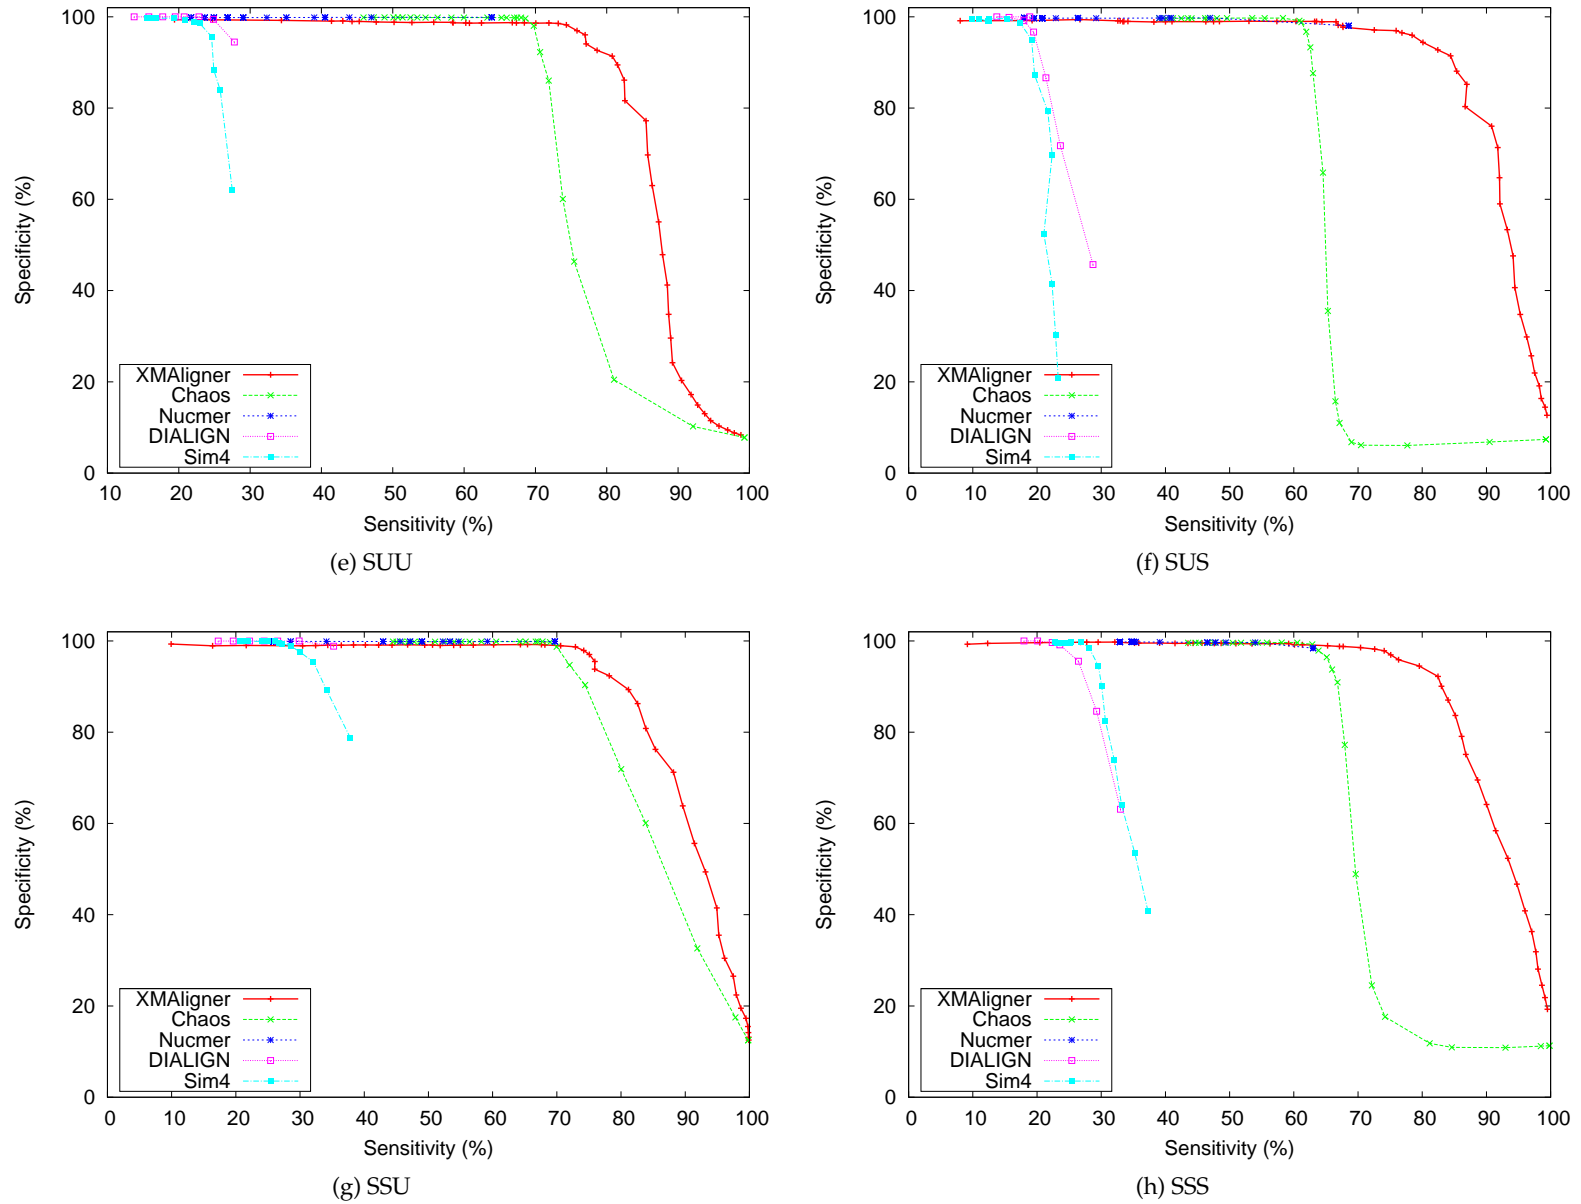 100
80
60
40
20
0
Specificity (%)
XMAligner
Chaos
Nucmer
DIALIGN
Sim4
10 20 30 40 50 60 70 80 90 100
Sensitivity (%)
(e) SUU
100
80
60
40
20
0
Specificity (%)
XMAligner
Chaos
Nucmer
DIALIGN
Sim4
0 10 20 30 40 50 60 70 80 90 100
Sensitivity (%)
(f) SUS
100
80
60
40
20
0
Specificity (%)
XMAligner
Chaos
Nucmer
DIALIGN
Sim4
0 10 20 30 40 50 60 70 80 90 100
Sensitivity (%)
(g) SSU
100
80
60
40
20
0
Specificity (%)
XMAligner
Chaos
Nucmer
DIALIGN
Sim4
0 10 20 30 40 50 60 70 80 90 100
Sensitivity (%)
(h) SSS